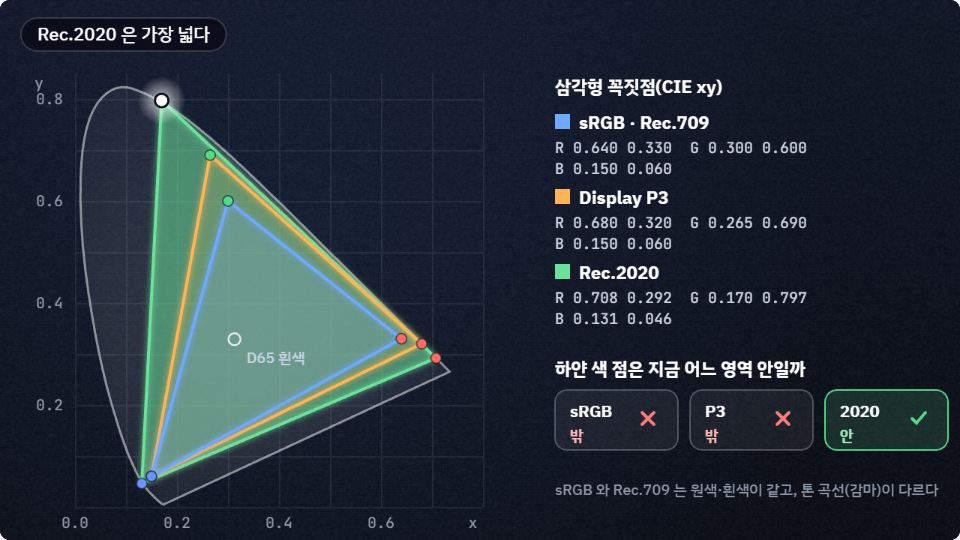 Rec.2020 은 가장 넓다
y
0.8
0.6
0.4
0.2
D65 흰색
0.0 0.2 0.4 0.6 x
삼각형 꼭짓점(CIE xy)
sRGB · Rec.709
R 0.640 0.330 G 0.300 0.600
B 0.150 0.060
Display P3
R 0.680 0.320 G 0.265 0.690
B 0.150 0.060
Rec.2020
R 0.708 0.292 G 0.170 0.797
B 0.131 0.046
하얀 색 점은 지금 어느 영역 안일까
sRGB
밖
P3
밖
2020
안
sRGB 와 Rec.709 는 원색·흰색이 같고, 톤 곡선(감마)이 다르다